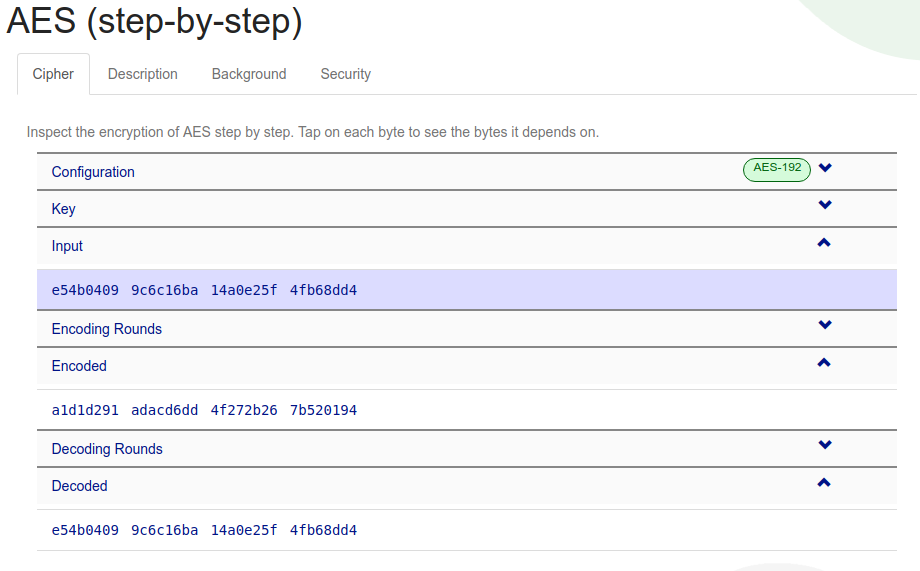 AES (step-by-step)
Cipher Description Background Security
Inspect the encryption of AES step by step. Tap on each byte to see the bytes it depends on.
Configuration AES-192
Key
Input
e54b0409 9c6c16ba 14a0e25f 4fb68dd4
Encoding Rounds
Encoded
a1d1d291 adacd6dd 4f272b26 7b520194
Decoding Rounds
Decoded
e54b0409 9c6c16ba 14a0e25f 4fb68dd4